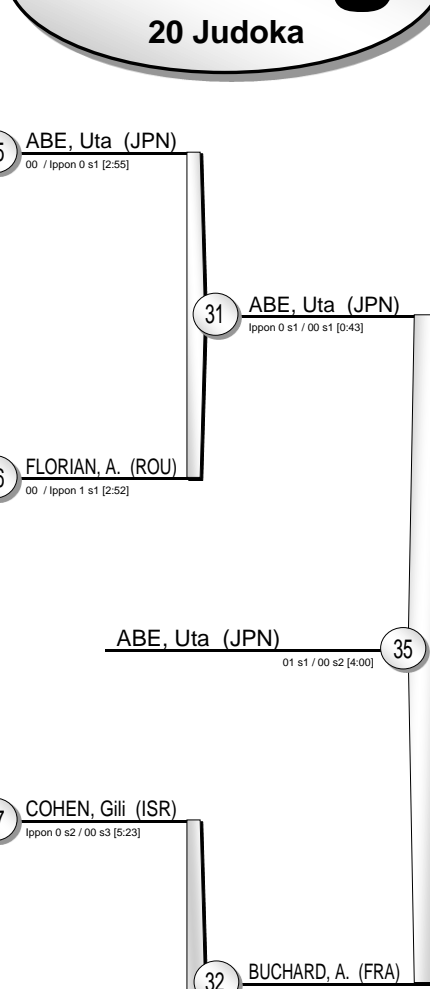 20 Judoka
ABE, Uta (JPN)
00 / Ippon 0 s1 [2:55]
31
ABE, Uta (JPN)
Ippon 0 s1 / 00 s1 [0:43]
FLORIAN, A. (ROU)
00 / Ippon 1 s1 [2:52]
ABE, Uta (JPN)
35
01 s1 / 00 s2 [4:00]
COHEN, Gili (ISR)
Ippon 0 s2 / 00 s3 [5:23]
32
BUCHARD, A. (FRA)